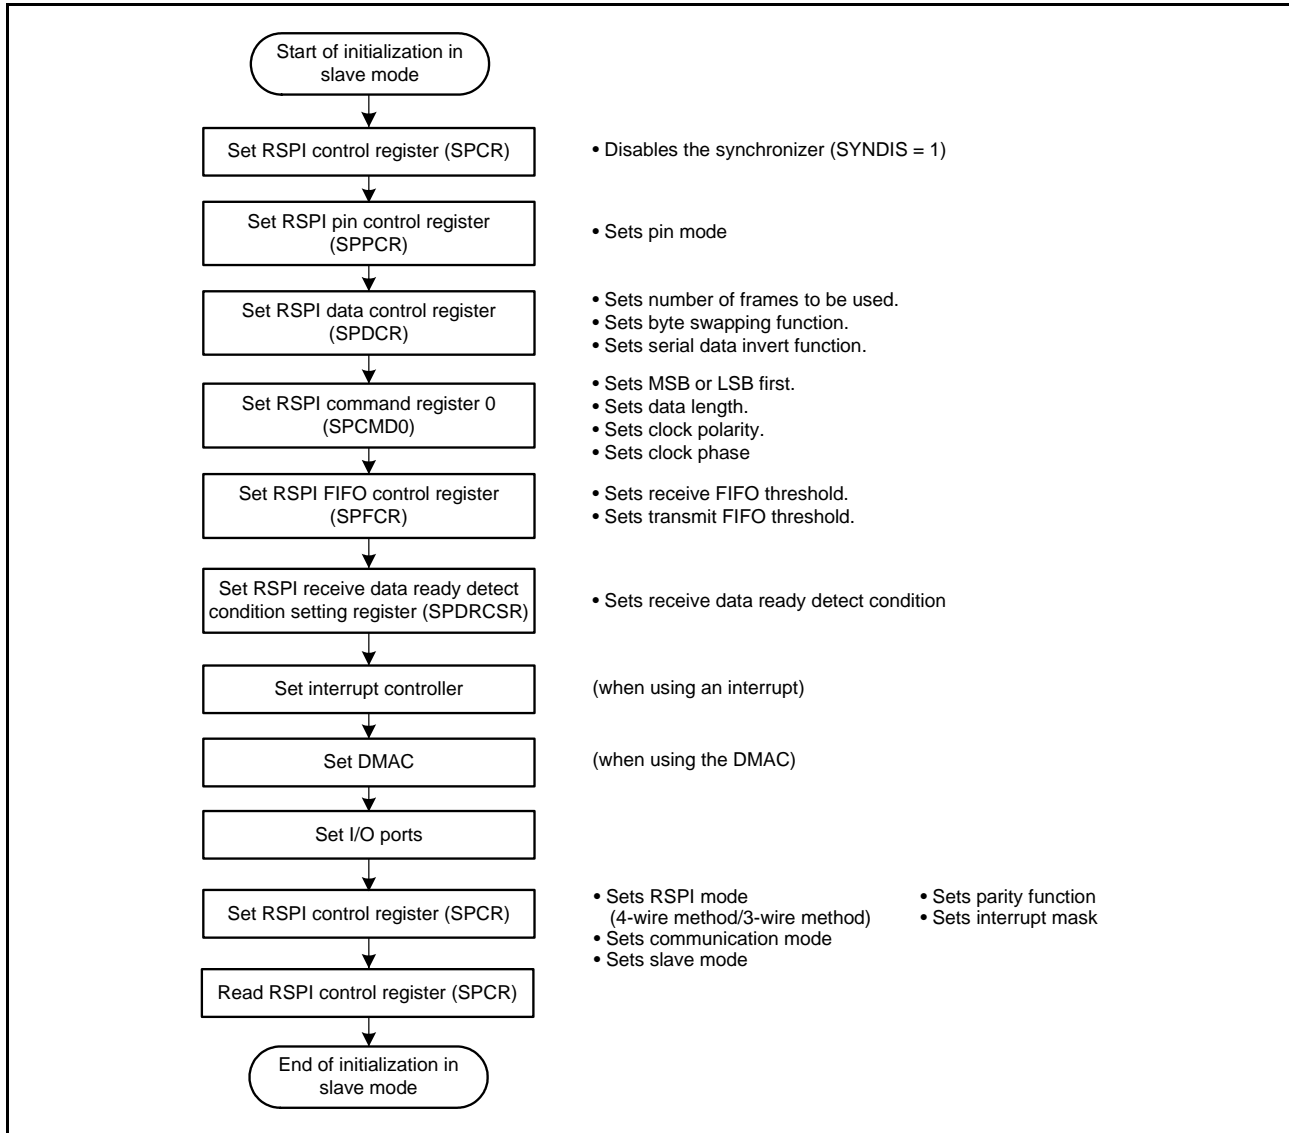 Start of initialization in
slave mode
Set RSPI control register (SPCR)
• Disables the synchronizer (SYNDIS = 1)
Set RSPI pin control register
(SPPCR)
• Sets pin mode
Set RSPI data control register
(SPDCR)
• Sets number of frames to be used.
• Sets byte swapping function.
• Sets serial data invert function.
Set RSPI command register 0
(SPCMD0)
• Sets MSB or LSB first.
• Sets data length.
• Sets clock polarity.
• Sets clock phase
Set RSPI FIFO control register
(SPFCR)
• Sets receive FIFO threshold.
• Sets transmit FIFO threshold.
Set RSPI receive data ready detect
condition setting register (SPDRCSR)
• Sets receive data ready detect condition
Set interrupt controller
(when using an interrupt)
Set DMAC
(when using the DMAC)
Set I/O ports
Set RSPI control register (SPCR)
• Sets RSPI mode
(4-wire method/3-wire method)
• Sets communication mode
• Sets slave mode
• Sets parity function
• Sets interrupt mask
Read RSPI control register (SPCR)
End of initialization in
slave mode